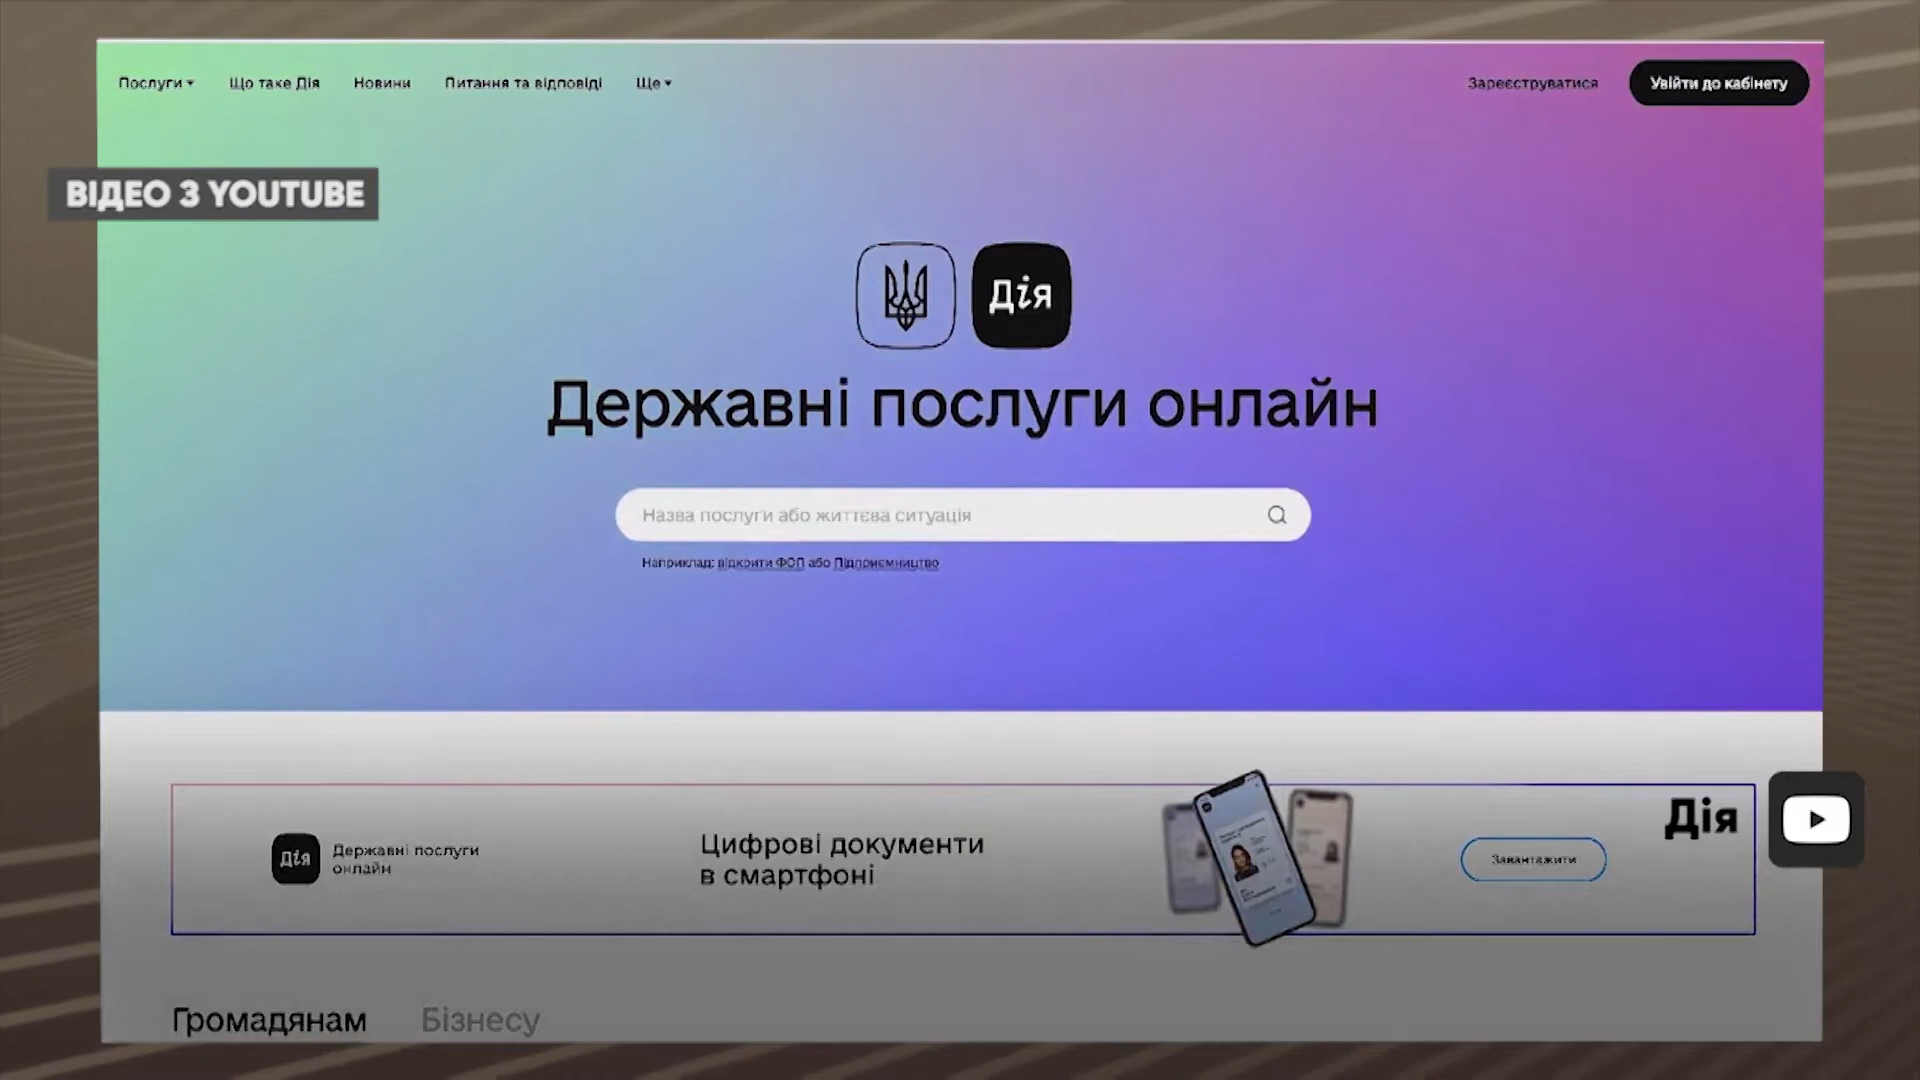 Послуги
Що таке Дія
Новини
Питання та відповіді
Ще
Зареєструватися
Увійти до кабінету
ВІДЕО З YOUTUBE
Дія
Державні послуги онлайн
Назва послуги або життєва ситуація
Наприклад: відкрити ФОП або Підприємництво
Дія
Державні послуги
онлайн
Цифрові документи
в смартфоні
Завантажити
Дія
Громадянам
Бізнесу